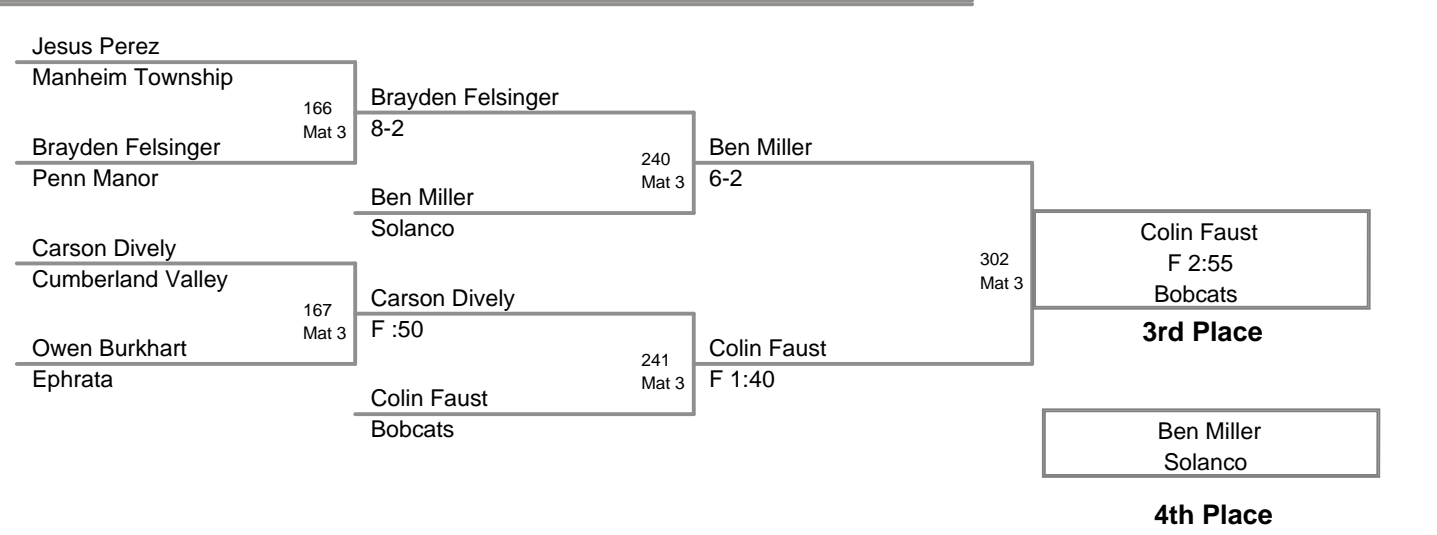 Jesus Perez
Manheim Township
166
Mat 3
Brayden Felsinger
Penn Manor
Brayden Felsinger
8-2
240
Mat 3
Ben Miller
Solanco
Ben Miller
6-2
Carson Dively
Cumberland Valley
167
Mat 3
Owen Burkhart
Ephrata
Carson Dively
F :50
241
Mat 3
Colin Faust
Bobcats
Colin Faust
F 1:40
302
Mat 3
Colin Faust
F 2:55
Bobcats
3rd Place
Ben Miller
Solanco
4th Place